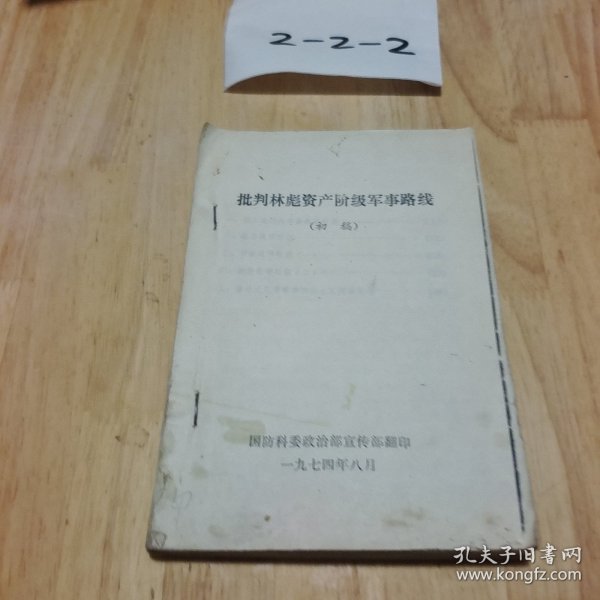 2-2-2
批判林彪资产阶级军事路线
（初 稿）
国防科委政治部宣传部翻印
一九七四年八月
孔夫子旧书网
www.kongfz.com